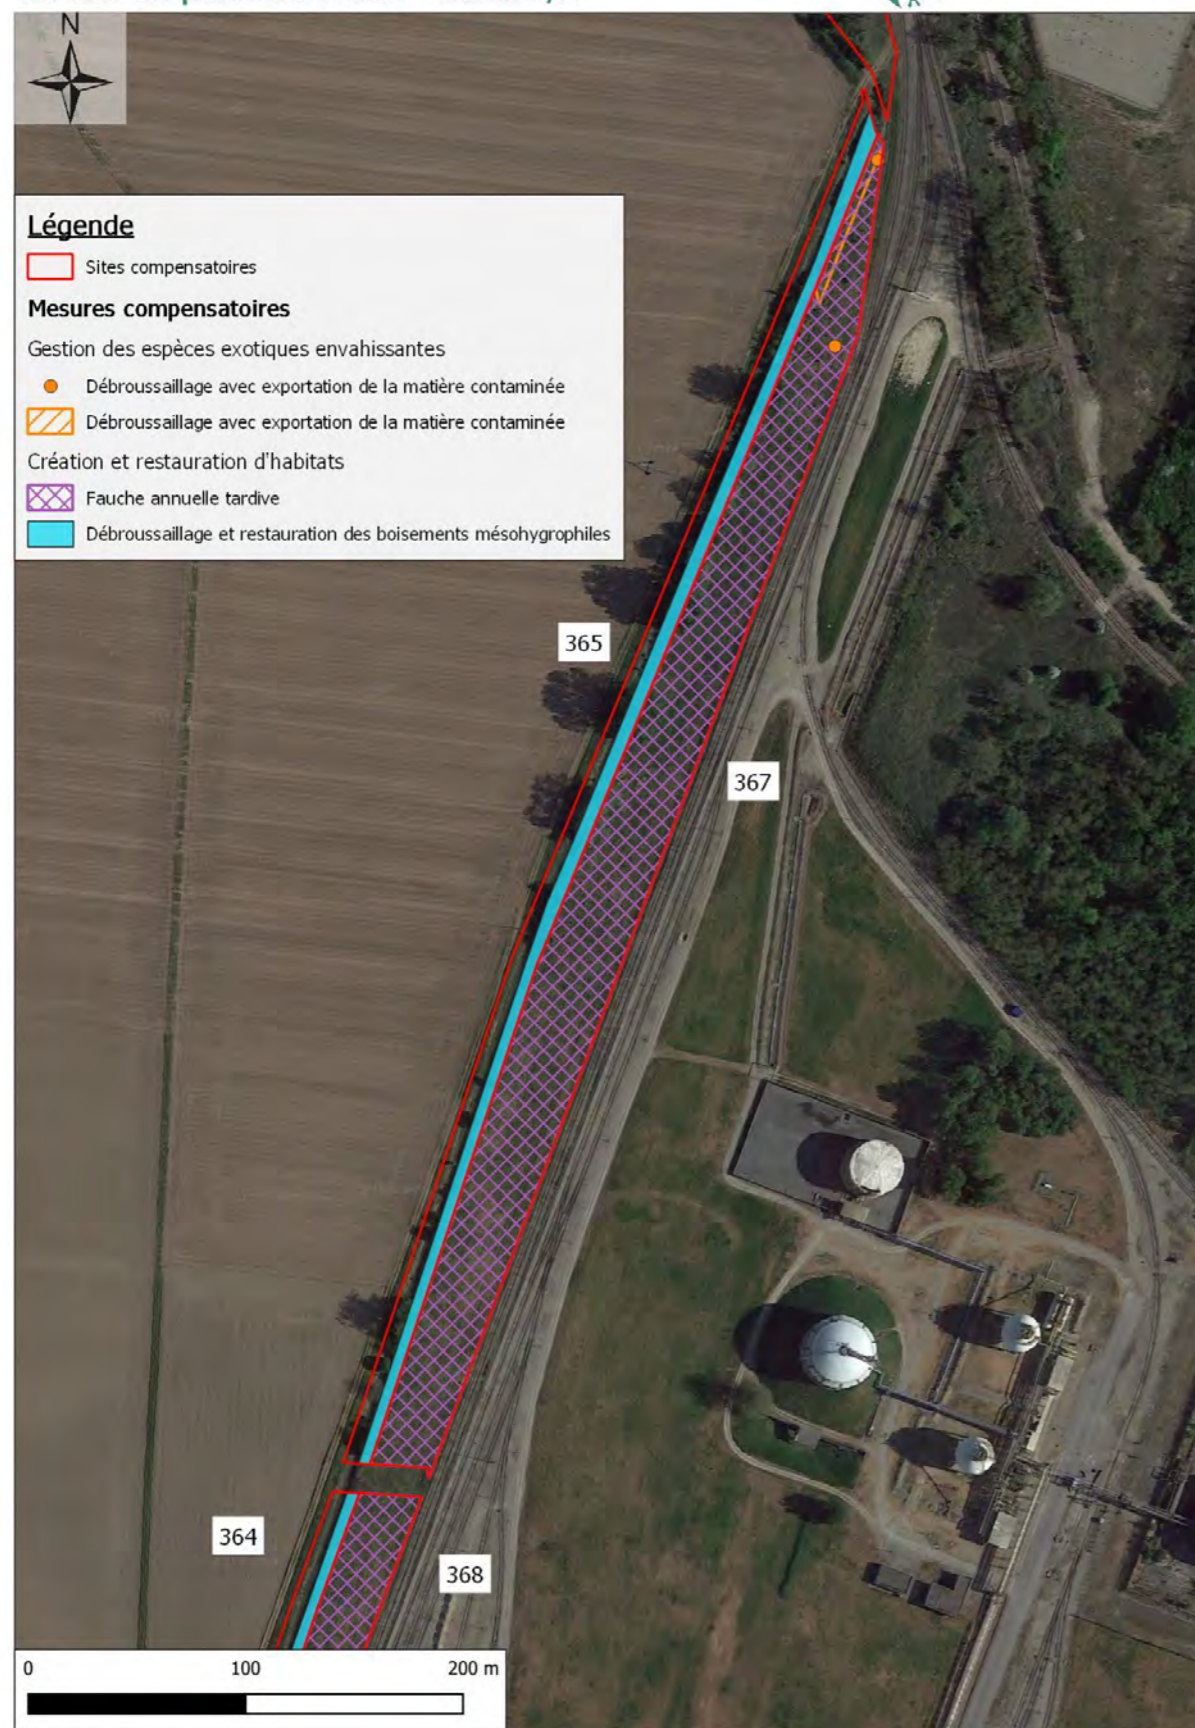 N
Légende
Sites compensatoires
Mesures compensatoires
Gestion des espèces exotiques envahissantes
Débroussaillage avec exportation de la matière contaminée
Débroussaillage avec exportation de la matière contaminée
Création et restauration d'habitats
Fauche annuelle tardive
Débroussaillage et restauration des boisements mésohygrophiles
365
367
364
368
0 100 200 m